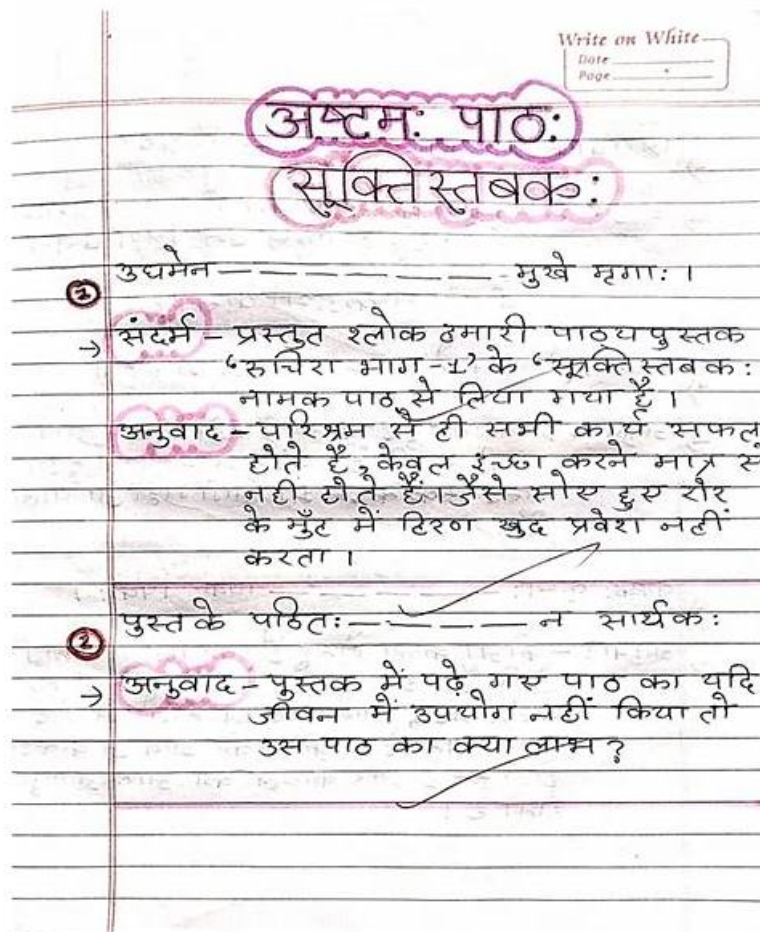 Write on White
Date
Page
अष्टमः पाठः
सूक्तिस्तबकः
① उद्यमेन — — — — — — — मुखे मृगाः ।
→ संदर्भ - प्रस्तुत श्लोक हमारी पाठ्यपुस्तक
'रुचिरा भाग-1' के 'सूक्तिस्तबकः
नामक पाठ से लिया गया है ।
अनुवाद - परिश्रम से ही सभी कार्य सफल
होते है, केवल इच्छा करने मात्र से
नही होते हैं। जैसे सोए हुए शेर
के मुँह में हिरण खुद प्रवेश नहीं
करता ।
② पुस्तके पठितः — — — — — न सार्थकः
→ अनुवाद - पुस्तक में पढ़े गए पाठ का यदि
जीवन में उपयोग नहीं किया तो
उस पाठ का क्या लाभ ?